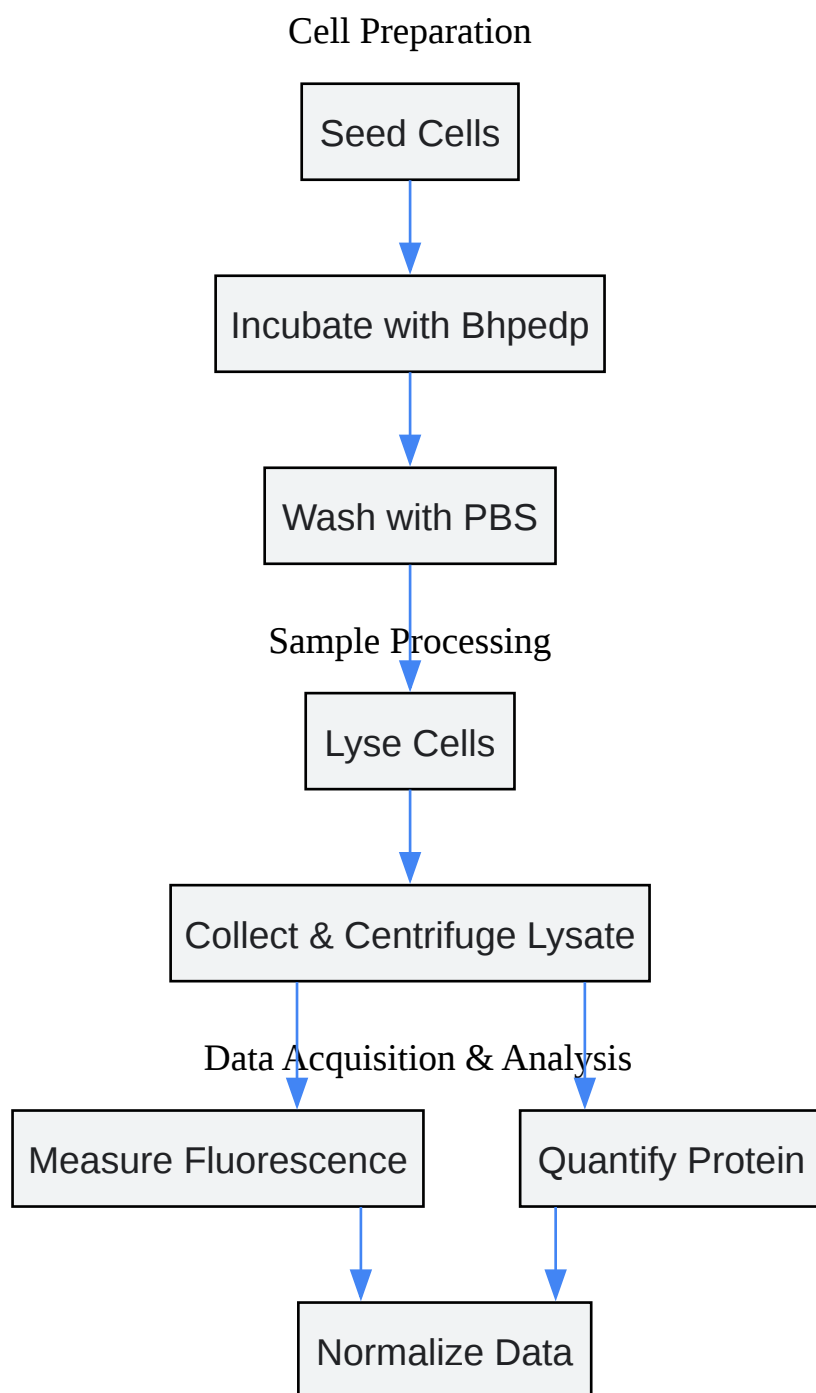 Cell Preparation
Seed Cells
Incubate with Bhpedp
Wash with PBS
Sample Processing
Lyse Cells
Collect & Centrifuge Lysate
Data Acquisition & Analysis
Measure Fluorescence
Quantify Protein
Normalize Data